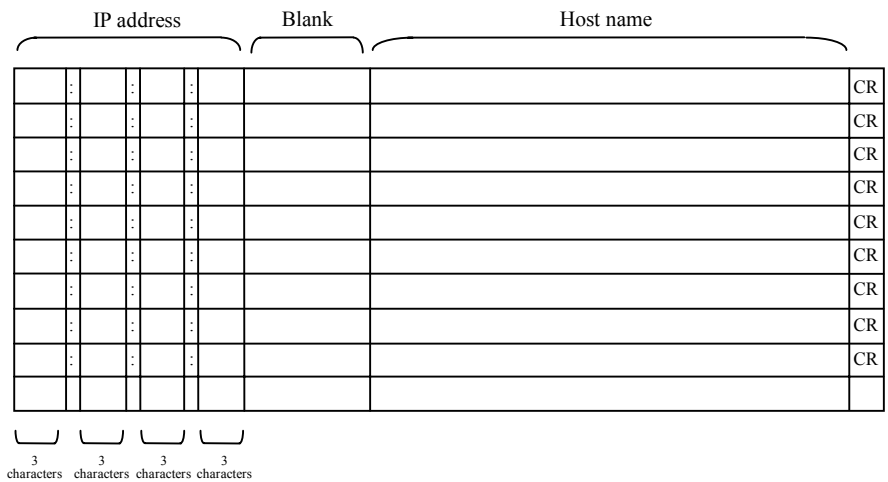 IP address Blank Host name
: : : CR
: : : CR
: : : CR
: : : CR
: : : CR
: : : CR
: : : CR
: : : CR
: : : CR
3 3 3 3
characters characters characters characters